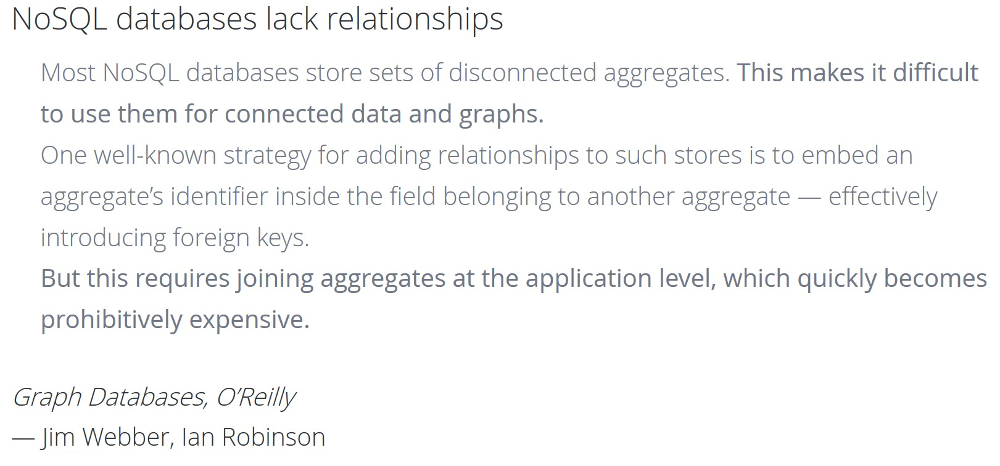 NoSQL databases lack relationships
Most NoSQL databases store sets of disconnected aggregates. This makes it difficult
to use them for connected data and graphs.
One well-known strategy for adding relationships to such stores is to embed an
aggregate’s identifier inside the field belonging to another aggregate — effectively
introducing foreign keys.
But this requires joining aggregates at the application level, which quickly becomes
prohibitively expensive.
Graph Databases, O’Reilly
— Jim Webber, Ian Robinson